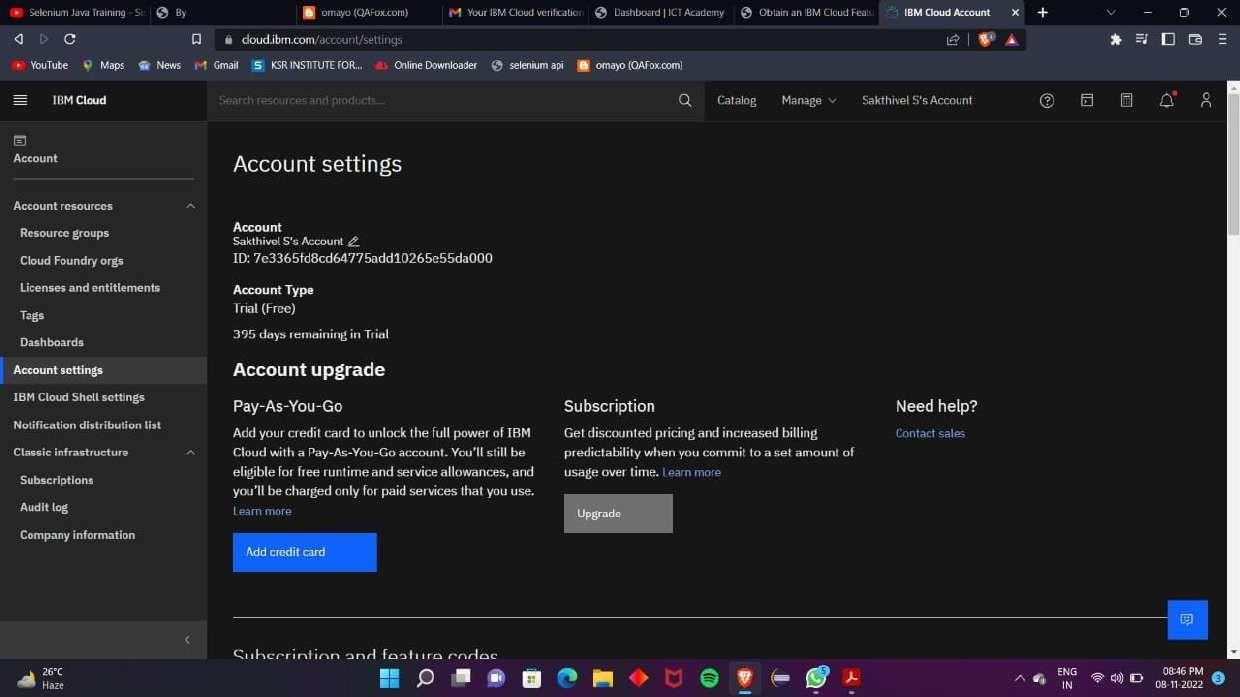 Selenium Java Training - Se
By
omayo (QAFox.com)
Your IBM Cloud verification
Dashboard | ICT Academy
Obtain an IBM Cloud Featu
IBM Cloud Account
cloud.ibm.com/account/settings
YouTube
Maps
News
Gmail
KSR INSTITUTE FOR...
Online Downloader
selenium api
omayo (QAFox.com)
IBM Cloud
Search resources and products...
Catalog
Manage
Sakthivel S's Account
Account
Account resources
Resource groups
Cloud Foundry orgs
Licenses and entitlements
Tags
Dashboards
Account settings
IBM Cloud Shell settings
Notification distribution list
Classic infrastructure
Subscriptions
Audit log
Company information
Account settings
Account
Sakthivel S's Account
ID: 7e3365fd8cd64775add10265e55da000
Account Type
Trial (Free)
395 days remaining in Trial
Account upgrade
Pay-As-You-Go
Add your credit card to unlock the full power of IBM
Cloud with a Pay-As-You-Go account. You'll still be
eligible for free runtime and service allowances, and
you'll be charged only for paid services that you use.
Learn more
Add credit card
Subscription
Get discounted pricing and increased billing
predictability when you commit to a set amount of
usage over time. Learn more
Upgrade
Need help?
Contact sales
Subscription and feature codes
26°C
Haze
5
ENG
IN
08:46 PM
08-11-2022
3